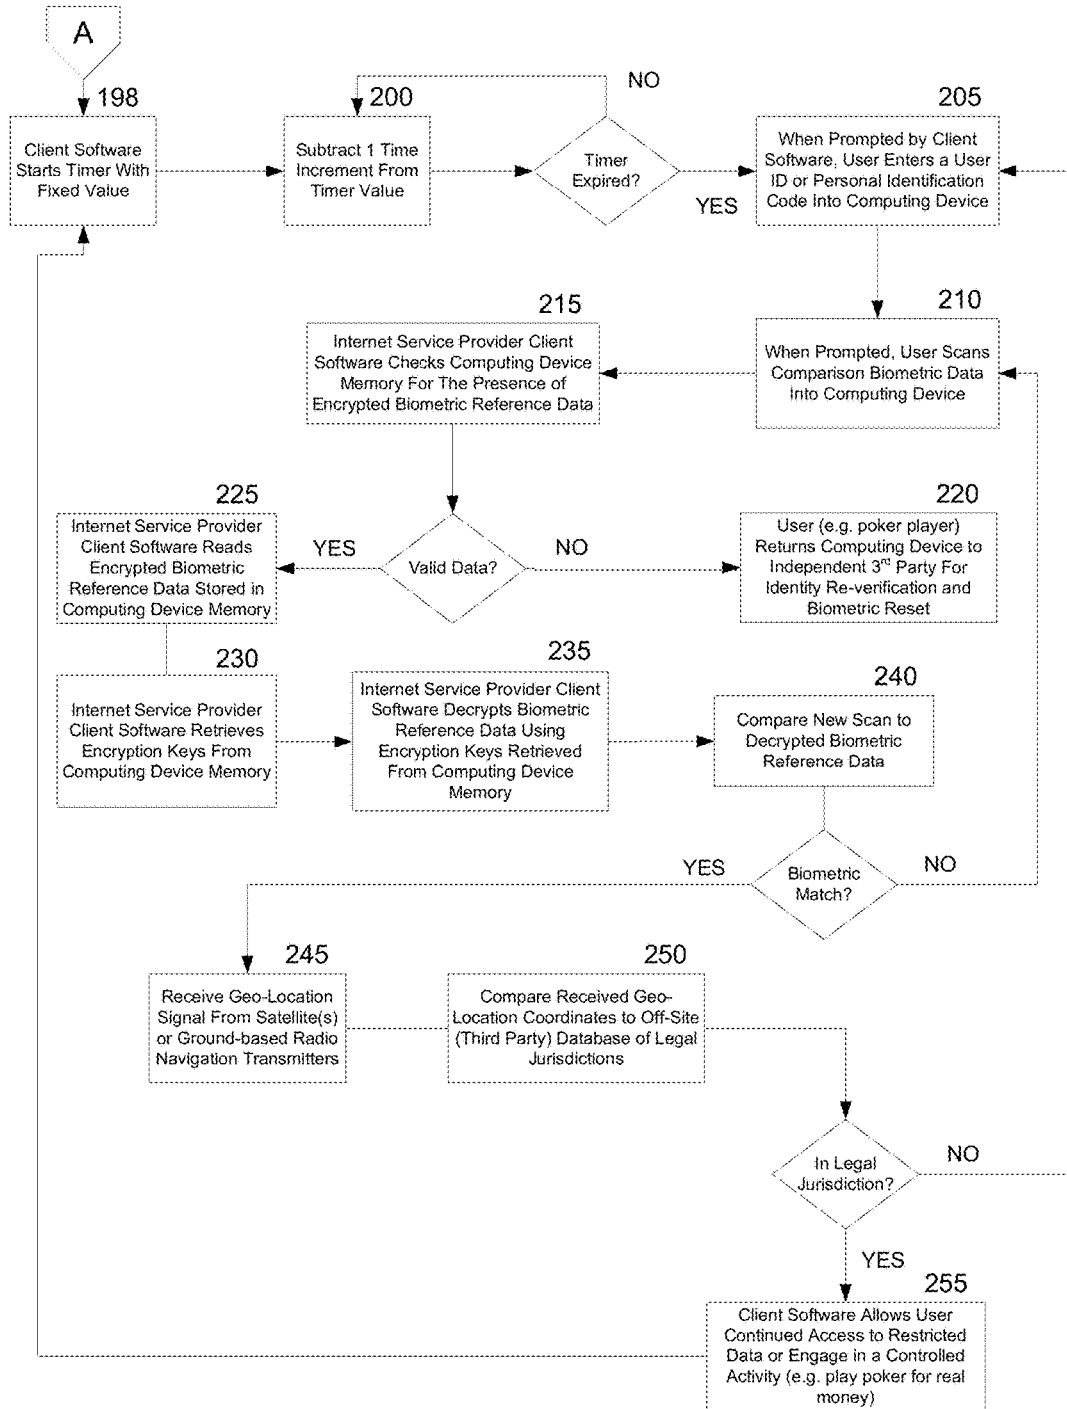 A
198
Client Software
Starts Timer With
Fixed Value
200
Subtract 1 Time
Increment From
Timer Value
NO
Timer
Expired?
YES
205
When Prompted by Client
Software, User Enters a User
ID or Personal Identification
Code Into Computing Device
210
When Prompted, User Scans
Comparison Biometric Data
Into Computing Device
215
Internet Service Provider Client
Software Checks Computing Device
Memory For The Presence of
Encrypted Biometric Reference Data
Valid Data?
YES
NO
220
User (e.g. poker player)
Returns Computing Device to
Independent 3rd Party For
Identity Re-verification and
Biometric Reset
225
Internet Service Provider
Client Software Reads
Encrypted Biometric
Reference Data Stored in
Computing Device Memory
230
Internet Service Provider
Client Software Retrieves
Encryption Keys From
Computing Device Memory
235
Internet Service Provider Client
Software Decrypts Biometric
Reference Data Using
Encryption Keys Retrieved
From Computing Device
Memory
240
Compare New Scan to
Decrypted Biometric
Reference Data
Biometric
Match?
YES
NO
245
Receive Geo-Location
Signal From Satellite(s)
or Ground-based Radio
Navigation Transmitters
250
Compare Received Geo-
Location Coordinates to Off-Site
(Third Party) Database of Legal
Jurisdictions
In Legal
Jurisdiction?
NO
YES
255
Client Software Allows User
Continued Access to Restricted
Data or Engage in a Controlled
Activity (e.g. play poker for real
money)